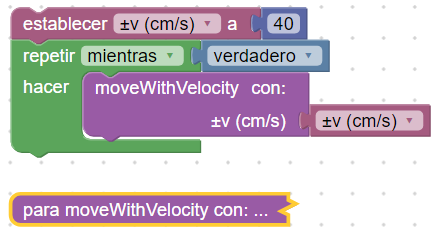 establecer ±v (cm/s) a 40
repetir mientras verdadero
hacer moveWithVelocity con:
±v (cm/s) ±v (cm/s)
para moveWithVelocity con: ...